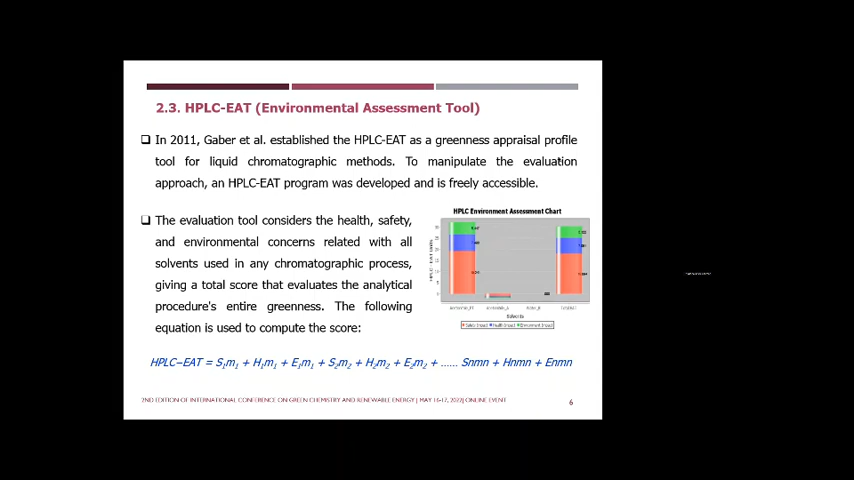 2.3. HPLC-EAT (Environmental Assessment Tool)
❑ In 2011, Gaber et al. established the HPLC-EAT as a greenness appraisal profile
tool for liquid chromatographic methods. To manipulate the evaluation
approach, an HPLC-EAT program was developed and is freely accessible.
❑ The evaluation tool considers the health, safety,
and environmental concerns related with all
solvents used in any chromatographic process,
giving a total score that evaluates the analytical
procedure's entire greenness. The following
equation is used to compute the score:
HPLC Environment Assessment Chart
HPLC-EAT = S₁m₁ + H₁m₁ + E₁m₁ + S₂m₂ + H₂m₂ + E₂m₂ + ...... Snmn + Hnmn + Enmn
2ND EDITION OF INTERNATIONAL CONFERENCE ON GREEN CHEMISTRY AND RENEWABLE ENERGY | MAY 16-17, 2022| ONLINE EVENT
6